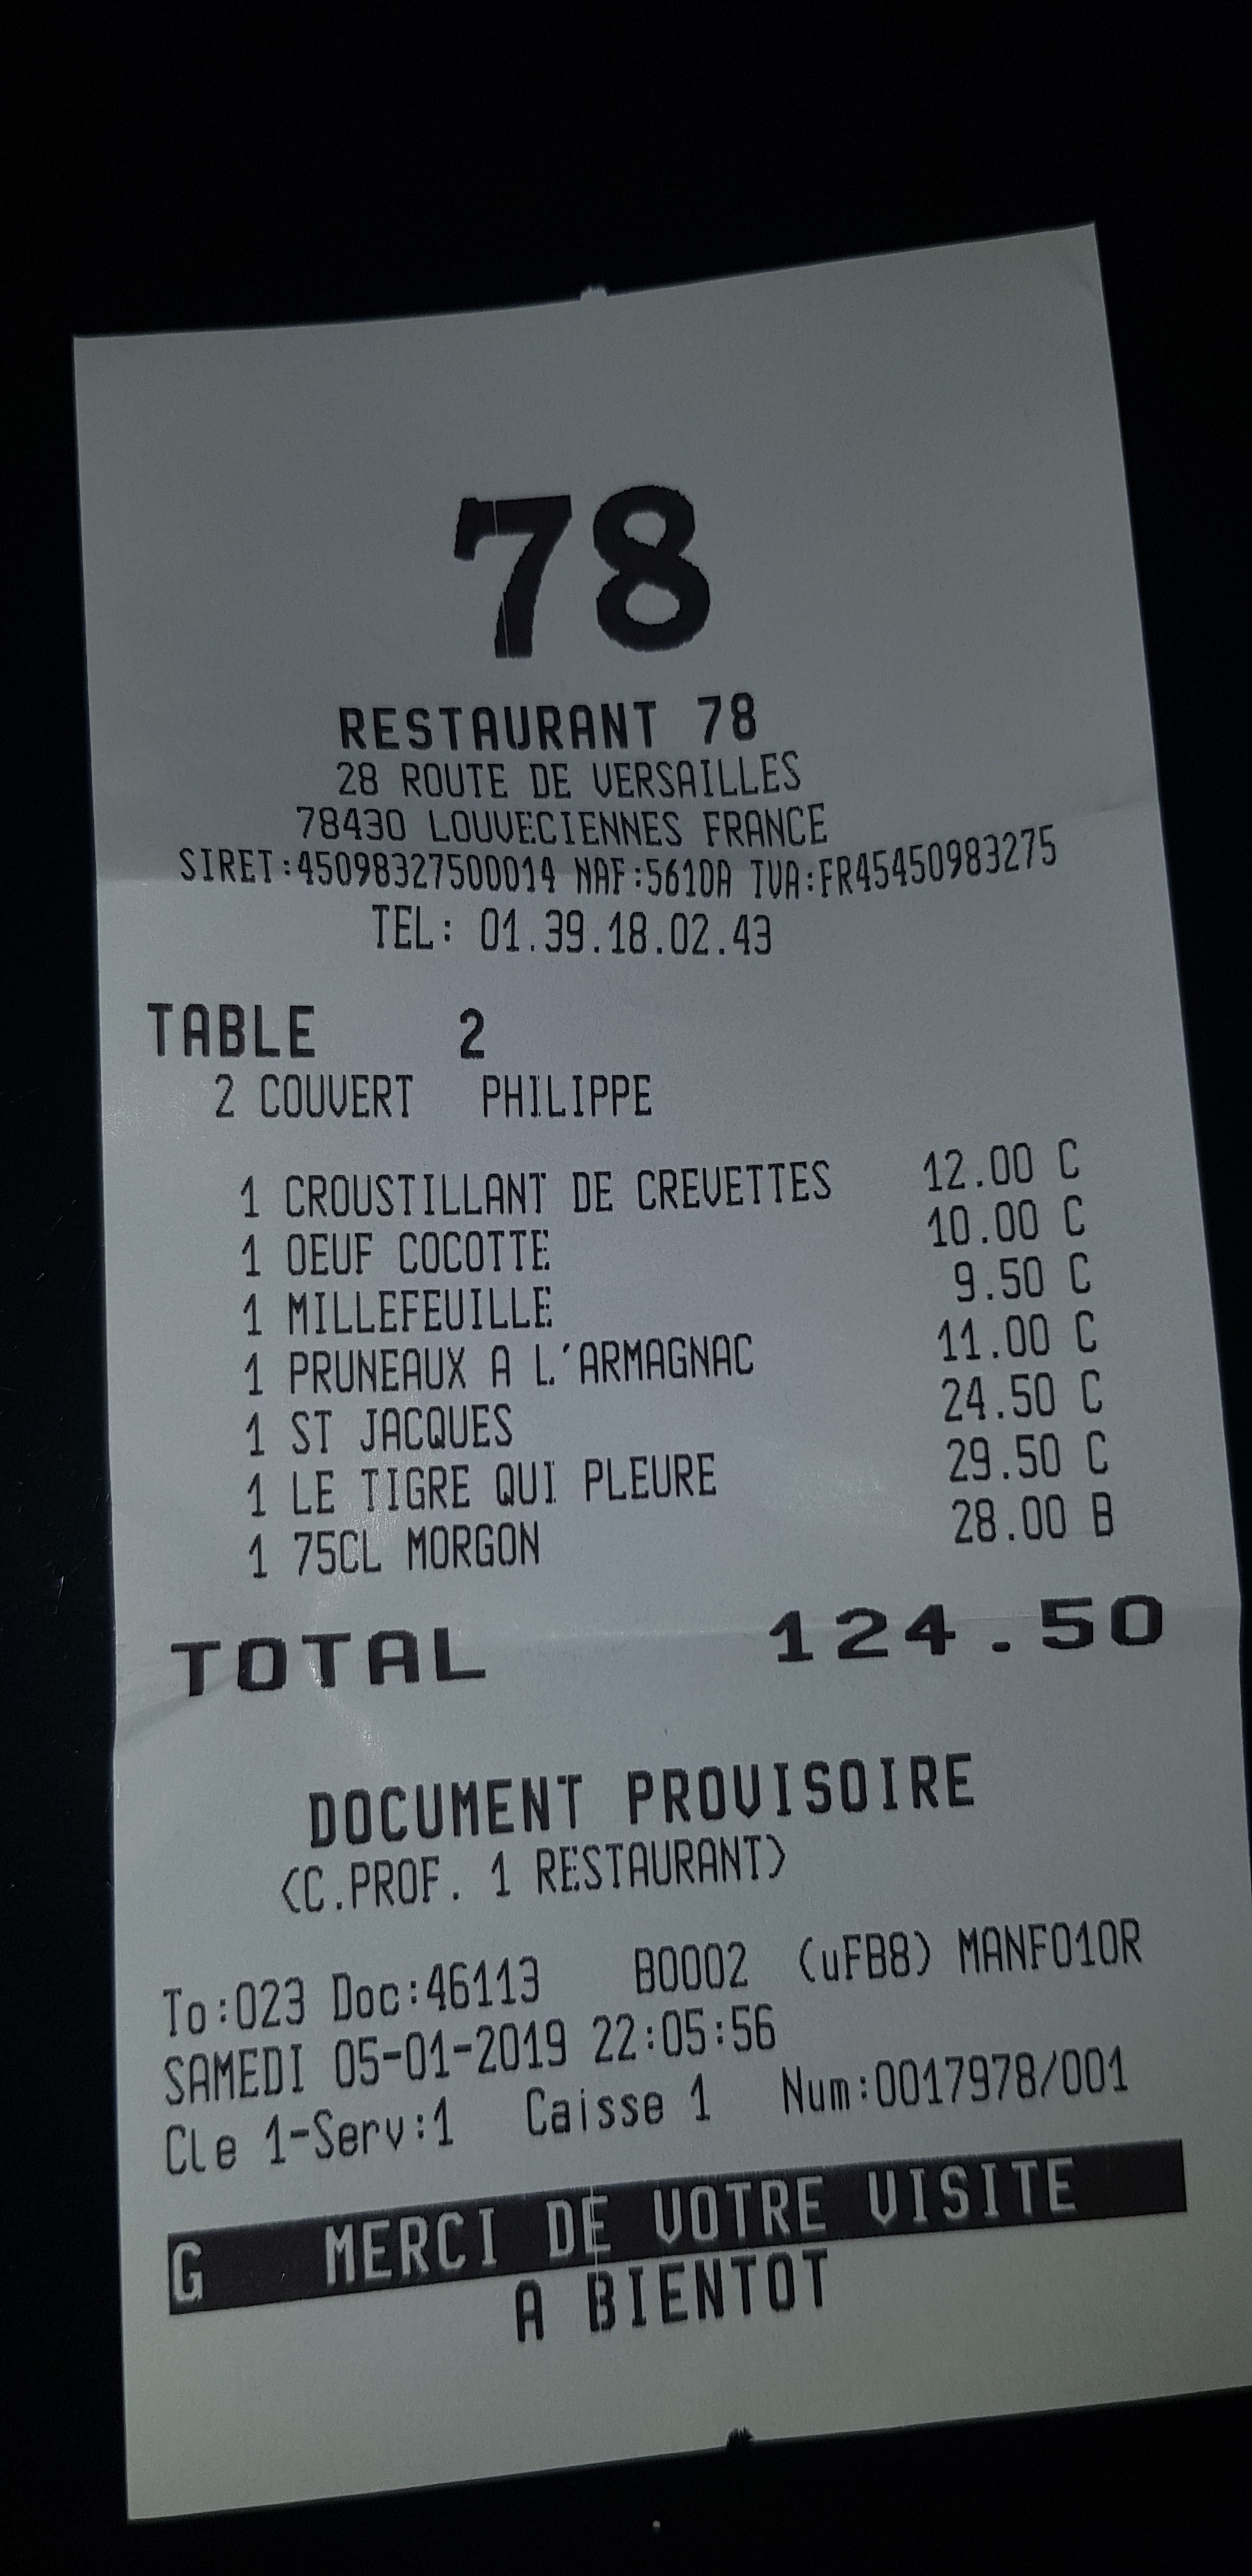 78
RESTAURANT 78
28 ROUTE DE VERSAILLES
78430 LOUVECIENNES FRANCE
SIRET:45098327500014 NAF:5610A TVA:FR45450983275
TEL: 01.39.18.02.43
TABLE 2
2 COUVERT PHILIPPE
1 CROUSTILLANT DE CREVETTES 12.00 C
1 OEUF COCOTTE 10.00 C
1 MILLEFEUILLE 9.50 C
1 PRUNEAUX A L'ARMAGNAC 11.00 C
1 ST JACQUES 24.50 C
1 LE TIGRE QUI PLEURE 29.50 C
1 75CL MORGON 28.00 B
TOTAL 124.50
DOCUMENT PROVISOIRE
<C.PROF. 1 RESTAURANT>
To:023 Doc:46113 B0002 (uFB8) MANFO1OR
SAMEDI 05-01-2019 22:05:56
Cle 1-Serv:1 Caisse 1 Num:0017978/001
G MERCI DE VOTRE VISITE
A BIENTOT